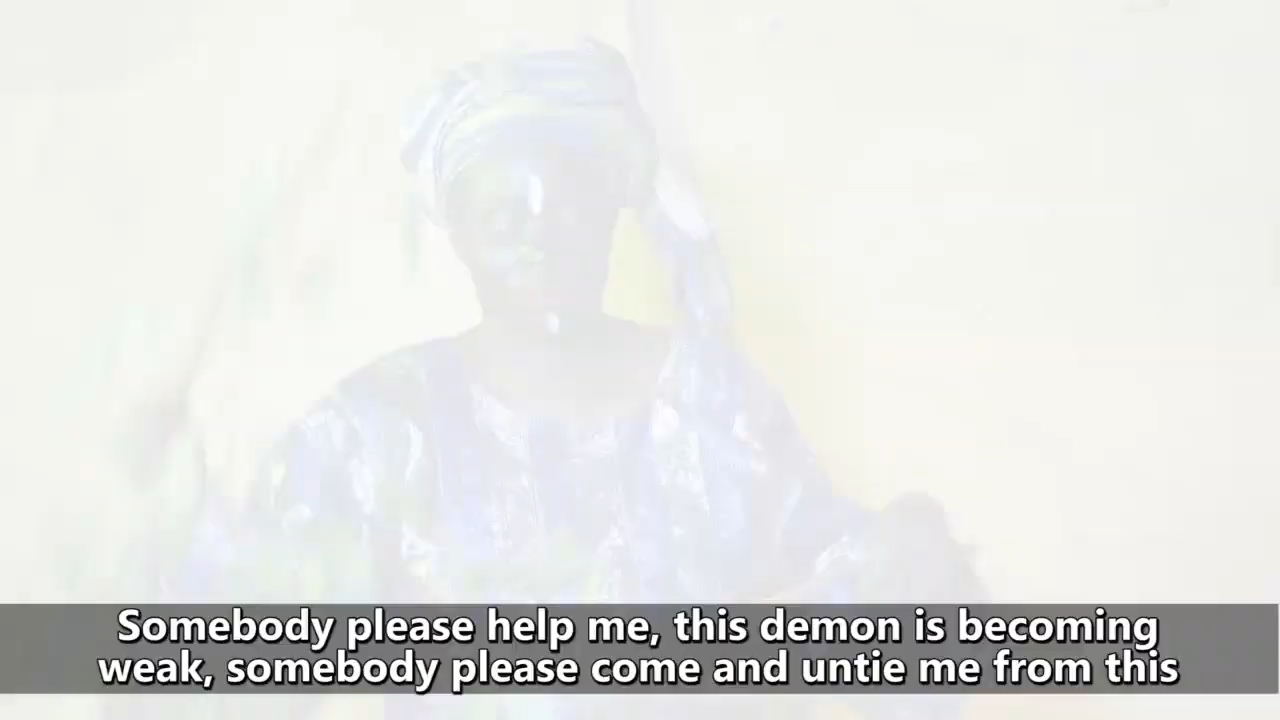 Somebody please help me, this demon is becoming
weak, somebody please come and untie me from this